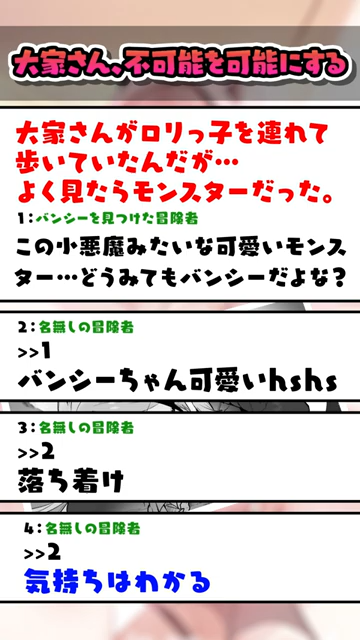 大家さん、不可能を可能にする
大家さんがロリっ子を連れて
歩いていたんだが…
よく見たらモンスターだった。
1：バンシーを見つけた冒険者
この小悪魔みたいな可愛いモンス
ター…どうみてもバンシーだよな？
2：名無しの冒険者
>>1
バンシーちゃん可愛いhshs
3：名無しの冒険者
>>2
落ち着け
4：名無しの冒険者
>>2
気持ちはわかる